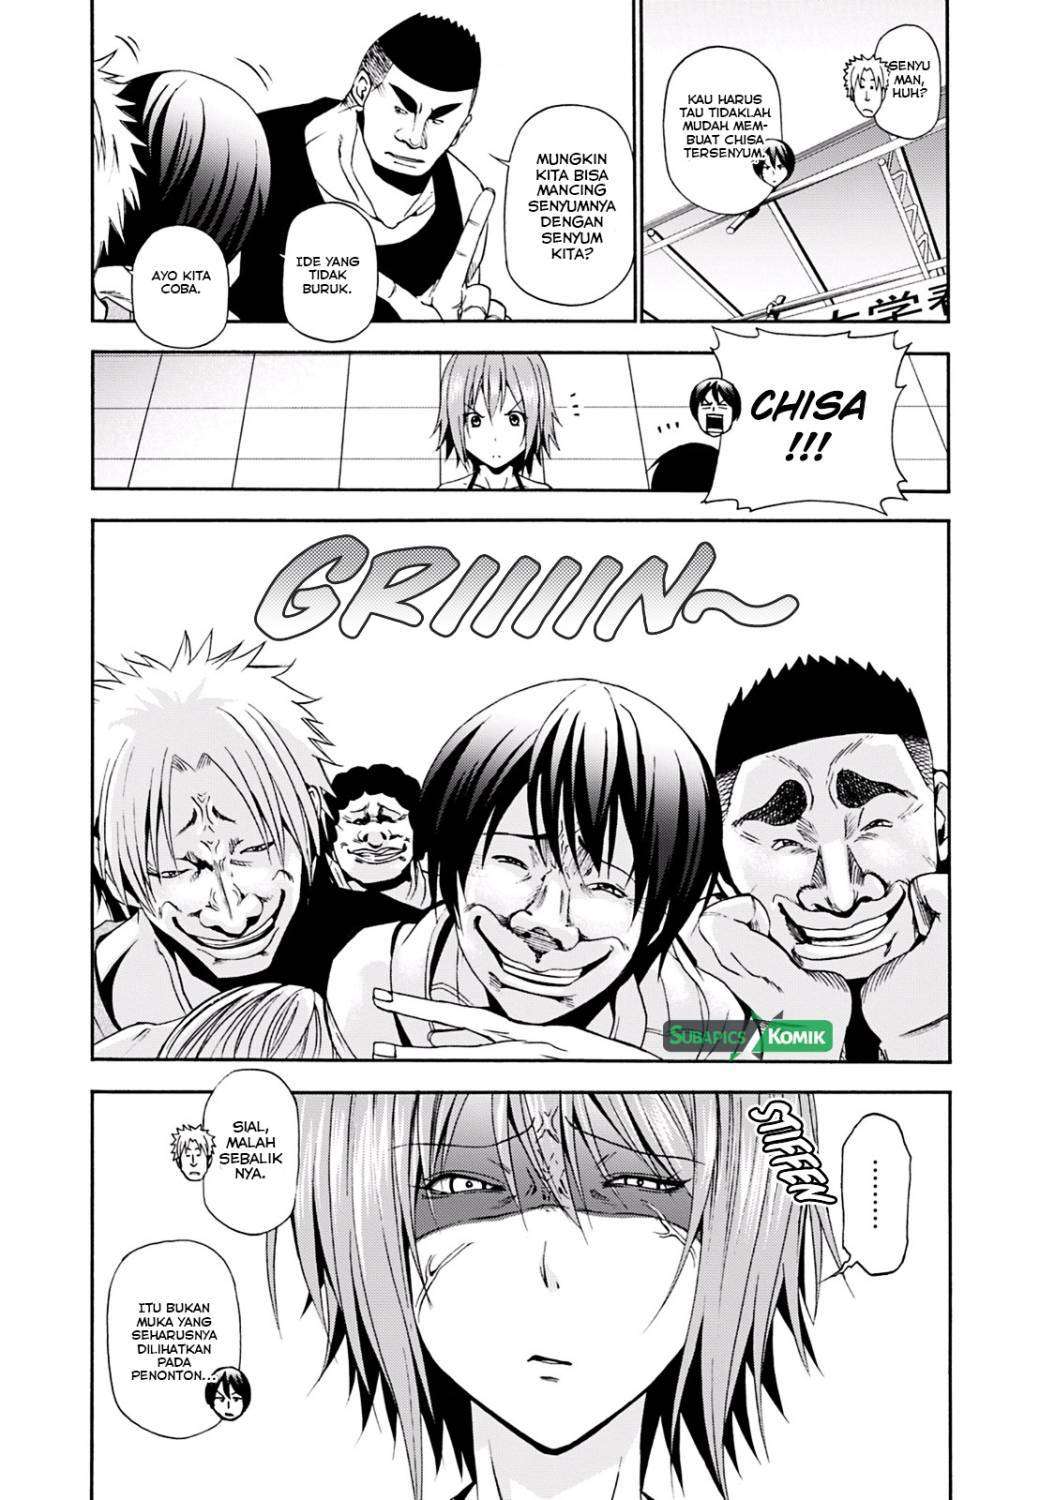 SENYU
MAN,
HUH?
KAU HARUS
TAU TIDAKLAH
MUDAH MEM-
BUAT CHISA
TERSENYUM.
MUNGKIN
KITA BISA
MANCING
SENYUMNYA
DENGAN
SENYUM
KITA?
IDE YANG
TIDAK
BURUK.
AYO KITA
COBA.
CHISA
!!!
GRIIIIIN~
SUBAPICS KOMIK
STIFFEN
.........
SIAL,
MALAH
SEBALIK
NYA.
ITU BUKAN
MUKA YANG
SEHARUSNYA
DILIHATKAN
PADA
PENONTON...